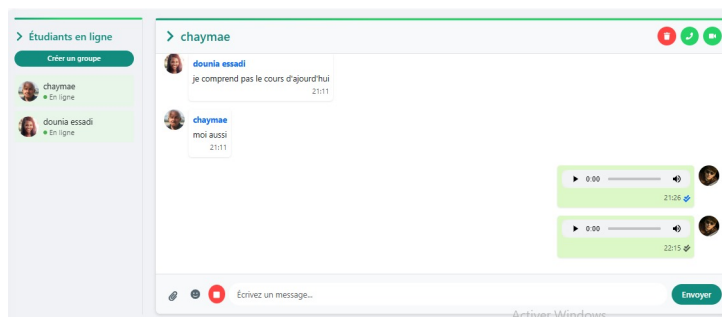 Étudiants en ligne
Créer un groupe
chaymae
En ligne
dounia essadi
En ligne
chaymae
dounia essadi
je comprend pas le cours d'ajourd'hui
21:11
chaymae
moi aussi
21:11
0:00
21:26
0:00
22:15
Écrivez un message...
Envoyer
Activer Windows